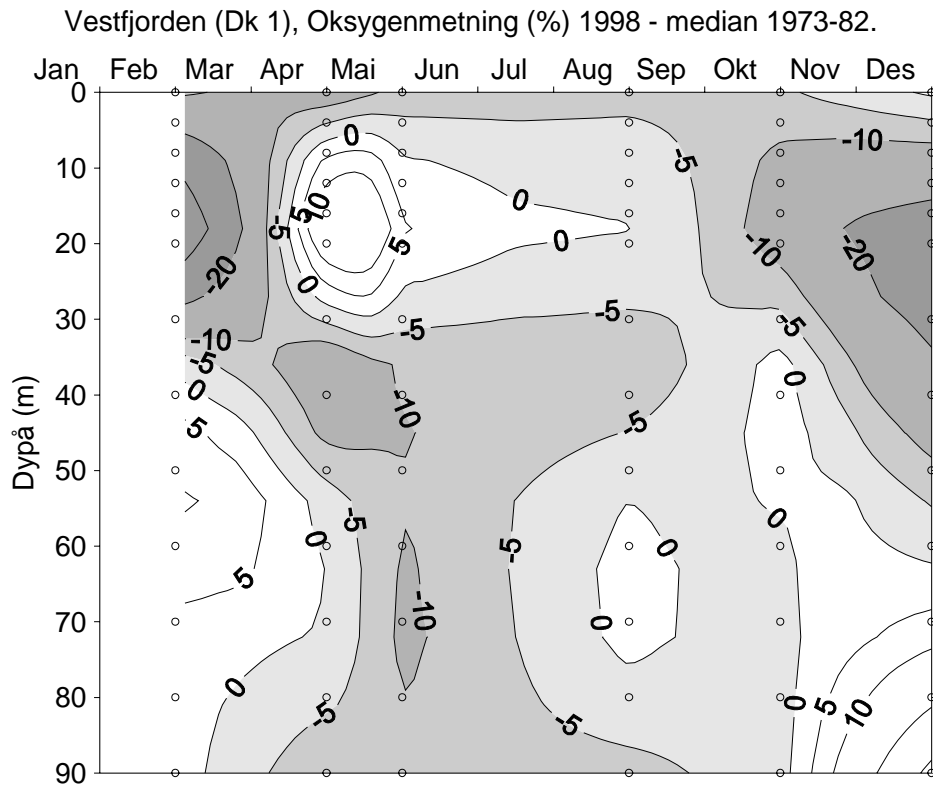 Vestfjorden (Dk 1), Oksygenmetning (%) 1998 - median 1973-82.
Jan Feb Mar Apr Mai Jun Jul Aug Sep Okt Nov Des
0
0 -10
-5
10
5 10 0
-5 5 0 -10 -20
20
-20 0
-5
30 -5 -5
-10
-5
0 0
40
-10
5 -5
Dypå (m)
50
-5 0
0 -5 0
60
5
-10 0
70
0
80 0 5 10
-5 -5
90